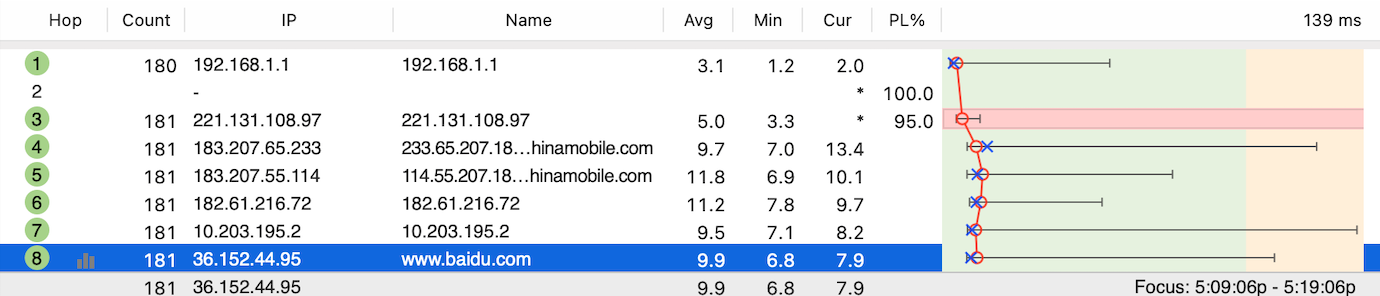 Hop Count IP Name Avg Min Cur PL% 139 ms
1 180 192.168.1.1 192.168.1.1 3.1 1.2 2.0
2 - * 100.0
3 181 221.131.108.97 221.131.108.97 5.0 3.3 * 95.0
4 181 183.207.65.233 233.65.207.18...hinamobile.com 9.7 7.0 13.4
5 181 183.207.55.114 114.55.207.18...hinamobile.com 11.8 6.9 10.1
6 181 182.61.216.72 182.61.216.72 11.2 7.8 9.7
7 181 10.203.195.2 10.203.195.2 9.5 7.1 8.2
8 181 36.152.44.95 www.baidu.com 9.9 6.8 7.9
181 36.152.44.95 9.9 6.8 7.9 Focus: 5:09:06p - 5:19:06p